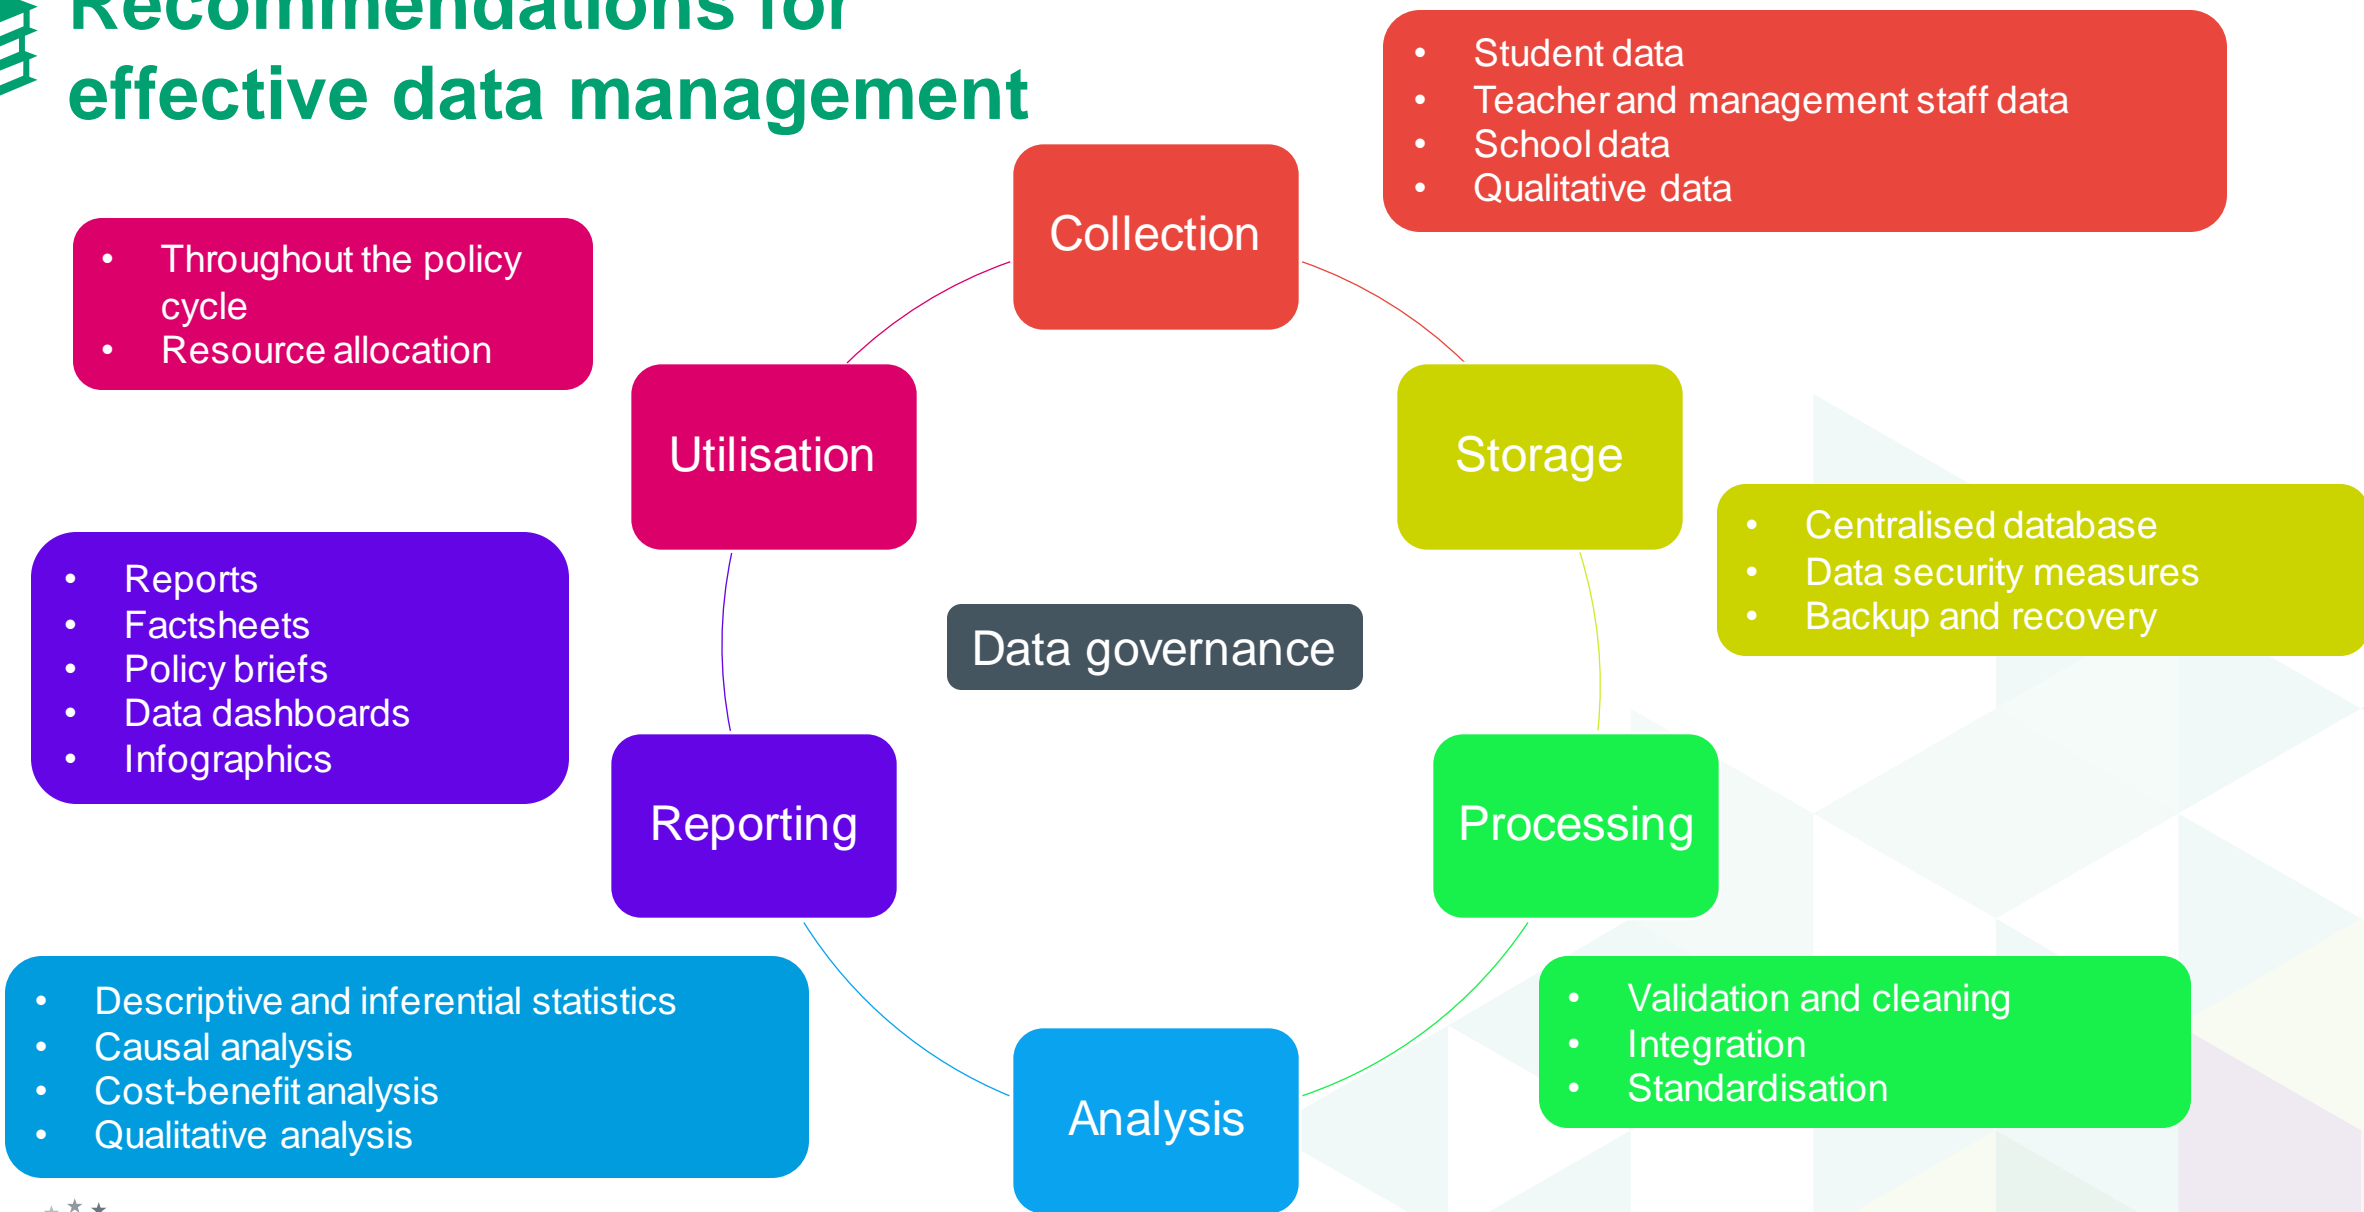 Recommendations for
effective data management
• Student data
• Teacher and management staff data
• School data
• Qualitative data
Collection
• Throughout the policy
cycle
• Resource allocation
Utilisation
Storage
• Centralised database
• Data security measures
• Backup and recovery
• Reports
• Factsheets
• Policy briefs
• Data dashboards
• Infographics
Data governance
Reporting
Processing
• Descriptive and inferential statistics
• Causal analysis
• Cost-benefit analysis
• Qualitative analysis
• Validation and cleaning
• Integration
• Standardisation
Analysis